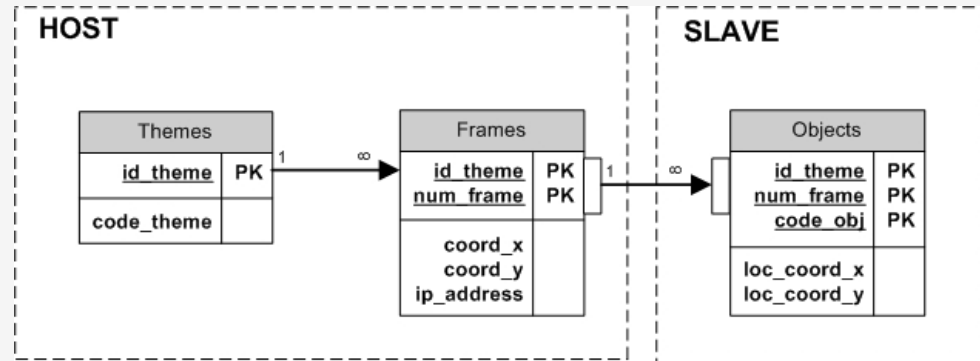 HOST
SLAVE
Themes
id_theme PK
code_theme
1 ∞
Frames
id_theme PK
num_frame PK
coord_x
coord_y
ip_address
1 ∞
Objects
id_theme PK
num_frame PK
code_obj PK
loc_coord_x
loc_coord_y